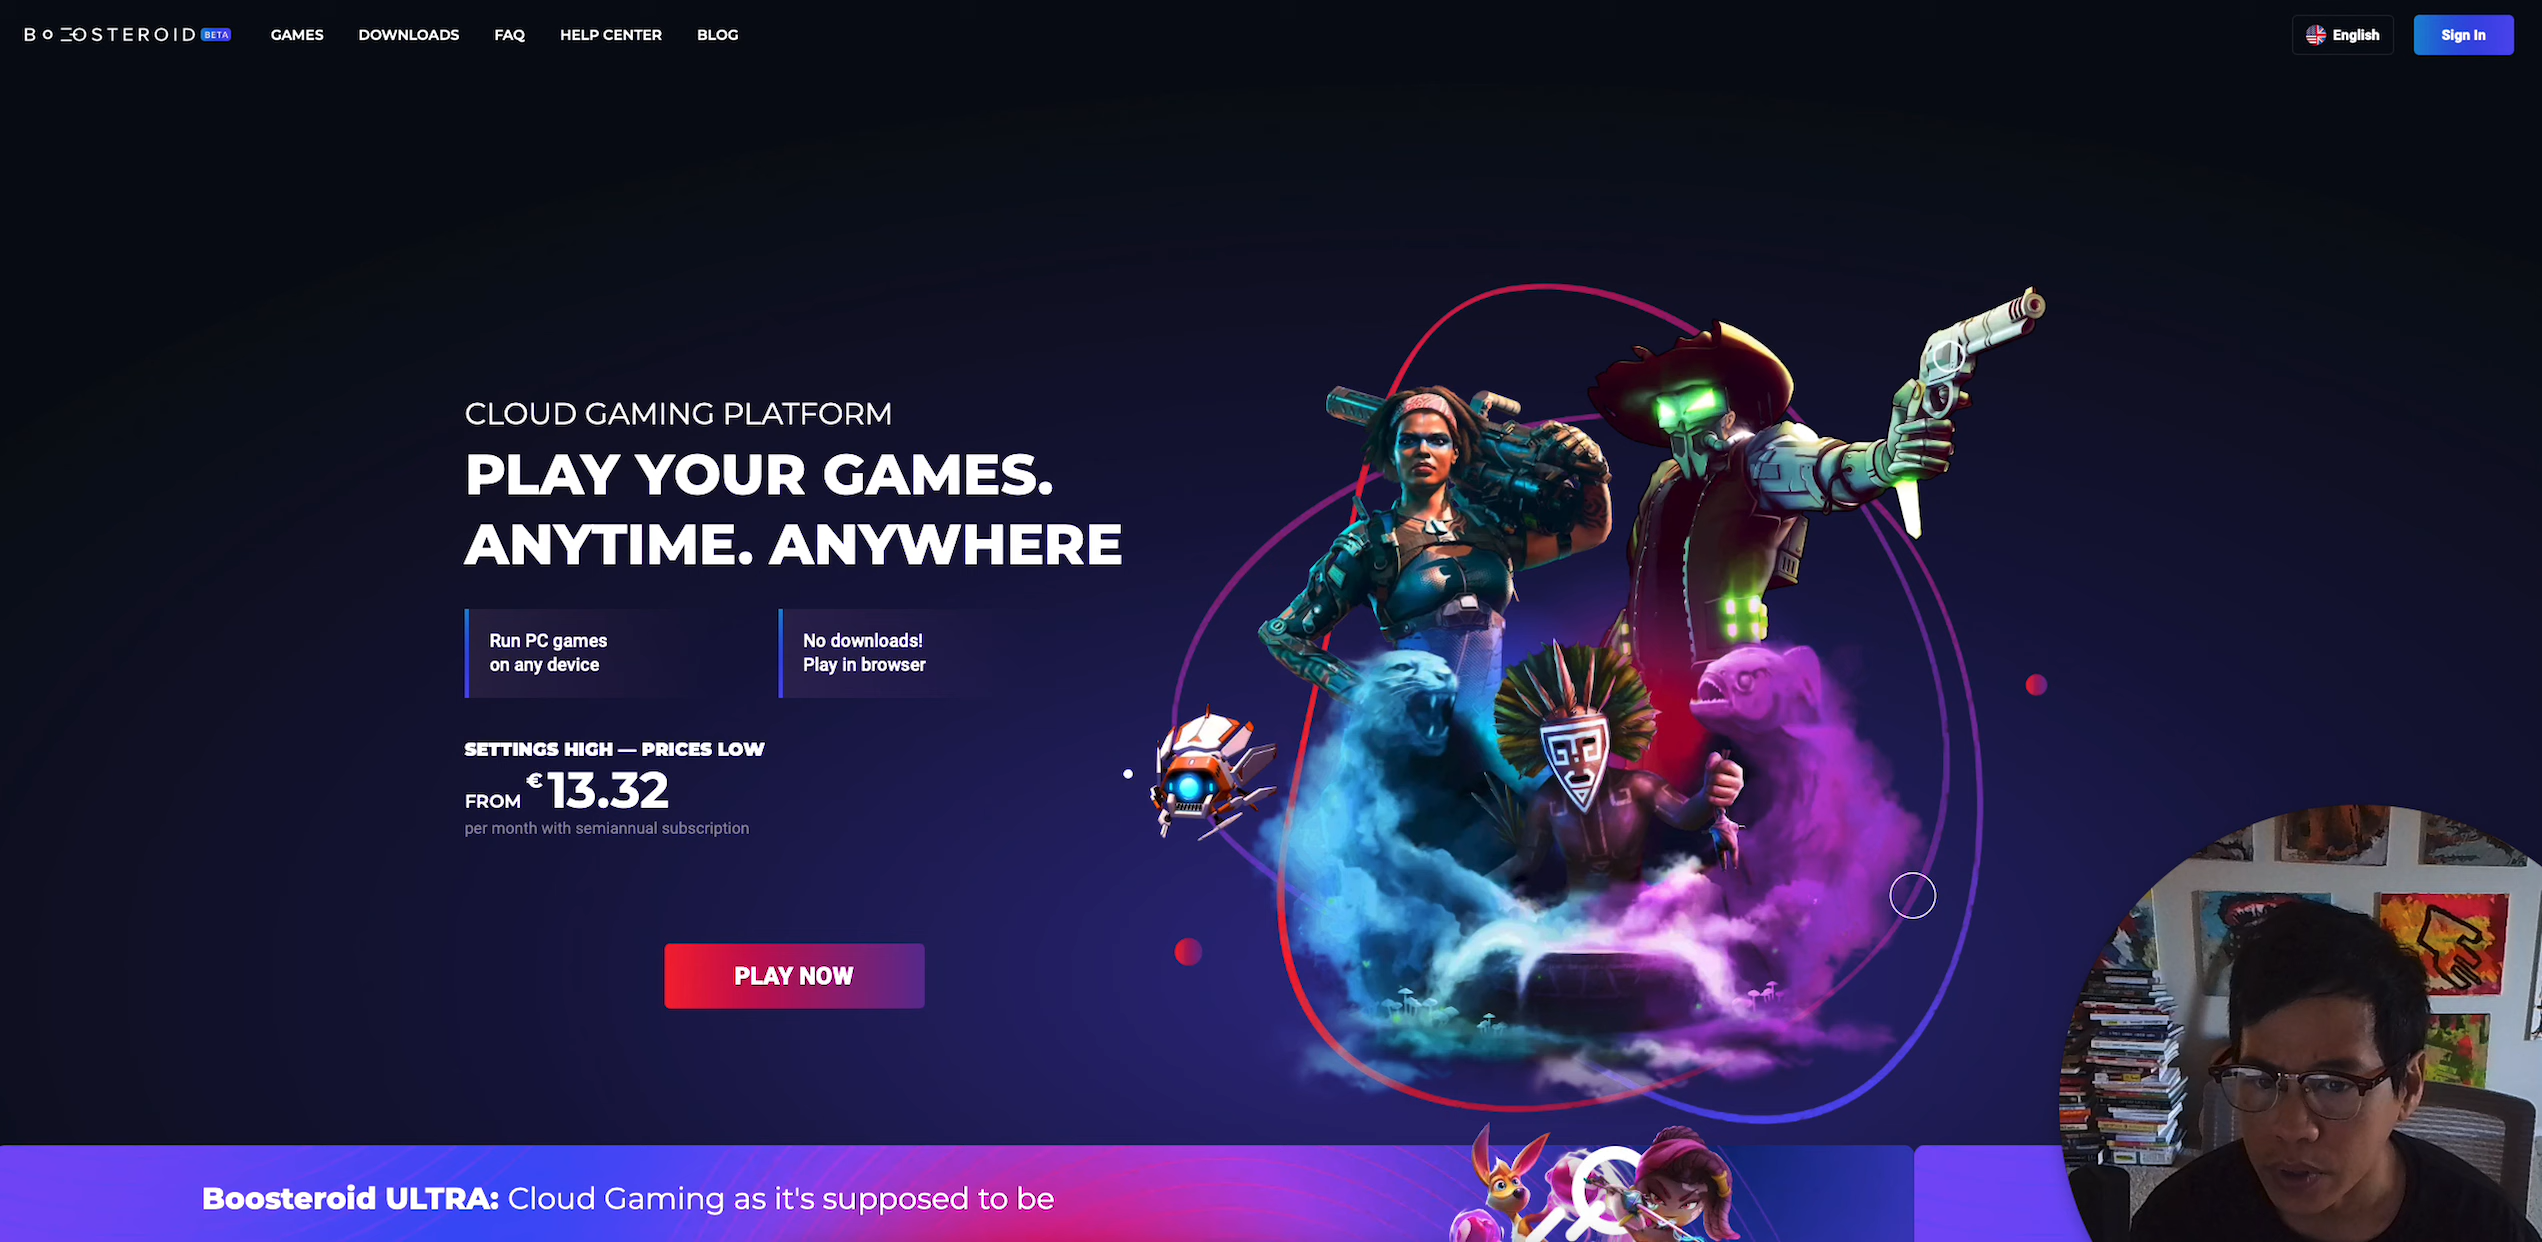 BOOSTEROID BETA
GAMES
DOWNLOADS
FAQ
HELP CENTER
BLOG
English
Sign In
CLOUD GAMING PLATFORM
PLAY YOUR GAMES.
ANYTIME. ANYWHERE
Run PC games
on any device
No downloads!
Play in browser
SETTINGS HIGH — PRICES LOW
FROM €13.32
per month with semiannual subscription
PLAY NOW
Boosteroid ULTRA: Cloud Gaming as it's supposed to be